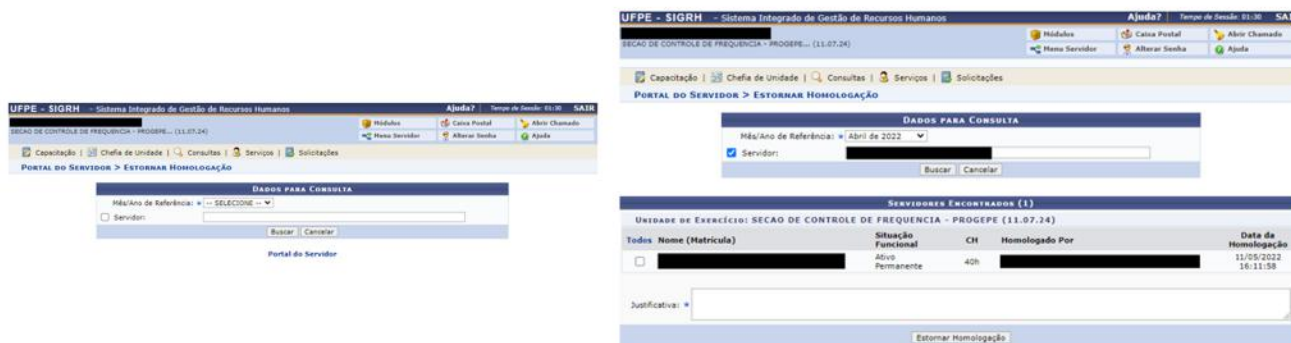 UFPE - SIGRH - Sistema Integrado de Gestão de Recursos Humanos Ajuda? Tempo de Sessão: 01:30 SAIR
SECAO DE CONTROLE DE FREQUENCIA - PROGEPE... (11.07.24)
Módulos Caixa Postal Abrir Chamado
Menu Servidor Alterar Senha Ajuda
Capacitação | Chefia de Unidade | Consultas | Serviços | Solicitações
PORTAL DO SERVIDOR > ESTORNAR HOMOLOGAÇÃO
DADOS PARA CONSULTA
Mês/Ano de Referência: -- SELECIONE --
Servidor:
Buscar Cancelar
Portal do Servidor
UFPE - SIGRH - Sistema Integrado de Gestão de Recursos Humanos Ajuda? Tempo de Sessão: 01:30 SAI
SECAO DE CONTROLE DE FREQUENCIA - PROGEPE... (11.07.24)
Módulos Caixa Postal Abrir Chamado
Menu Servidor Alterar Senha Ajuda
Capacitação | Chefia de Unidade | Consultas | Serviços | Solicitações
PORTAL DO SERVIDOR > ESTORNAR HOMOLOGAÇÃO
DADOS PARA CONSULTA
Mês/Ano de Referência: Abril de 2022
Servidor:
Buscar Cancelar
SERVIDORES ENCONTRADOS (1)
UNIDADE DE EXERCÍCIO: SECAO DE CONTROLE DE FREQUENCIA - PROGEPE (11.07.24)
Todos Nome (Matrícula) Situação Funcional CH Homologado Por Data da Homologação
Ativo Permanente 40h 11/05/2022 16:11:58
Justificativa:
Estornar Homologação